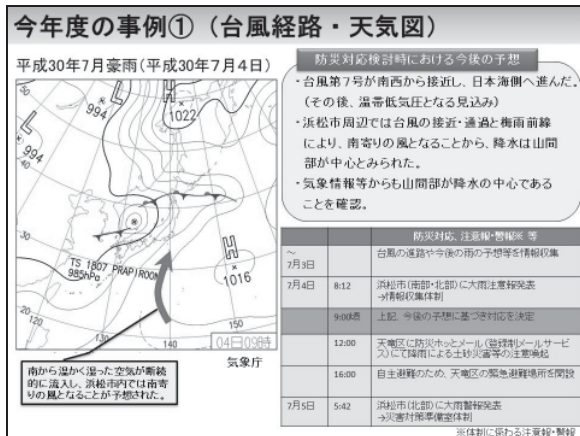 今年度の事例①（台風経路・天気図）
平成30年7月豪雨(平成30年7月4日)
994
L
994
H
1022
50
40
30
20
120
130
140
150
H
1016
TS 1807 PRAPIROON
985hPa
04日09時
気象庁
南から温かく湿った空気が断続
的に流入し、浜松市内では南寄
りの風となることが予想された。
防災対応検討時における今後の予想
・台風第7号が南西から接近し、日本海側へ進んだ。
（その後、温帯低気圧となる見込み）
・浜松市周辺では台風の接近・通過と梅雨前線
により、南寄りの風となることから、降水は山間
部が中心とみられた。
・気象情報等からも山間部が降水の中心である
ことを確認。
防災対応、注意報・警報※ 等
～
7月3日
台風の進路や今後の雨の予想等を情報収集
7月4日 8:12 浜松市(南部・北部)に大雨注意報発表
→情報収集体制
9:00頃 上記、今後の予想に基づき対応を決定
12:00 天竜区に防災ホッとメール(登録制メールサービ
ス)にて降雨による土砂災害等の注意喚起
16:00 自主避難のため、天竜区の緊急避難場所を開設
7月5日 5:42 浜松市(北部)に大雨警報発表
→災害対策準備室体制
※体制に係わる注意報・警報